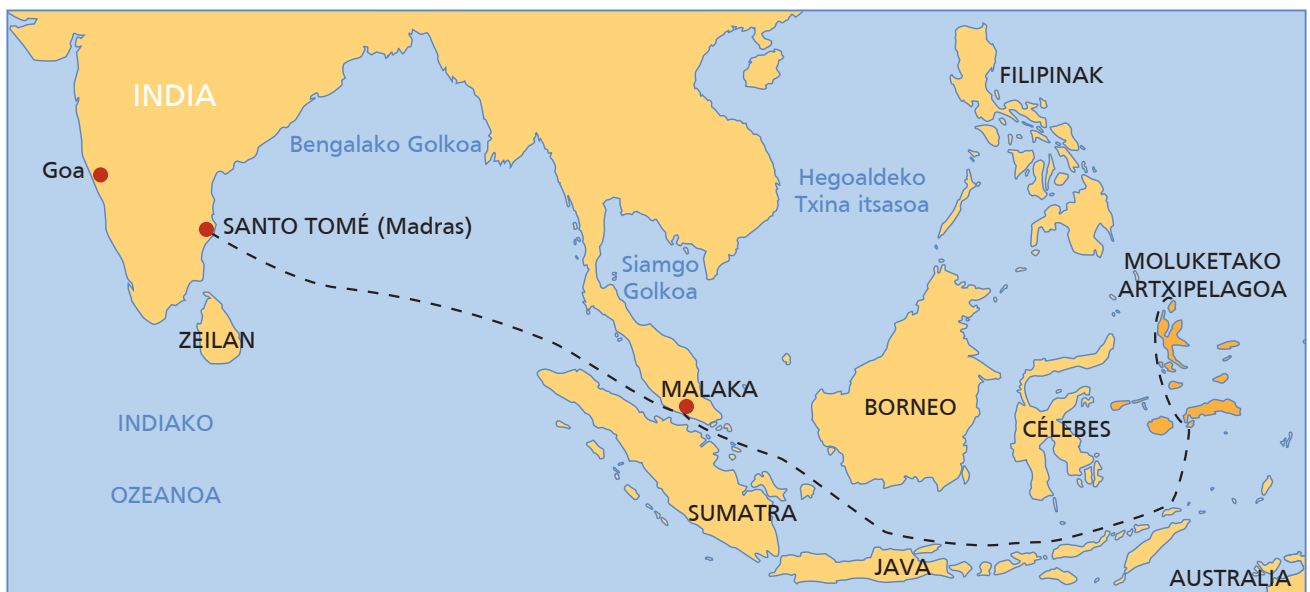 INDIA
FILIPINAK
Bengalako Golkoa
Goa
Hegoaldeko
Txina itsasoa
SANTO TOMÉ (Madras)
Siamgo
Golkoa
MOLUKETAKO
ARTXIPELAGOA
ZEILAN
MALAKA
BORNEO
CÉLEBES
INDIAKO
OZEANOA
SUMATRA
JAVA
AUSTRALIA